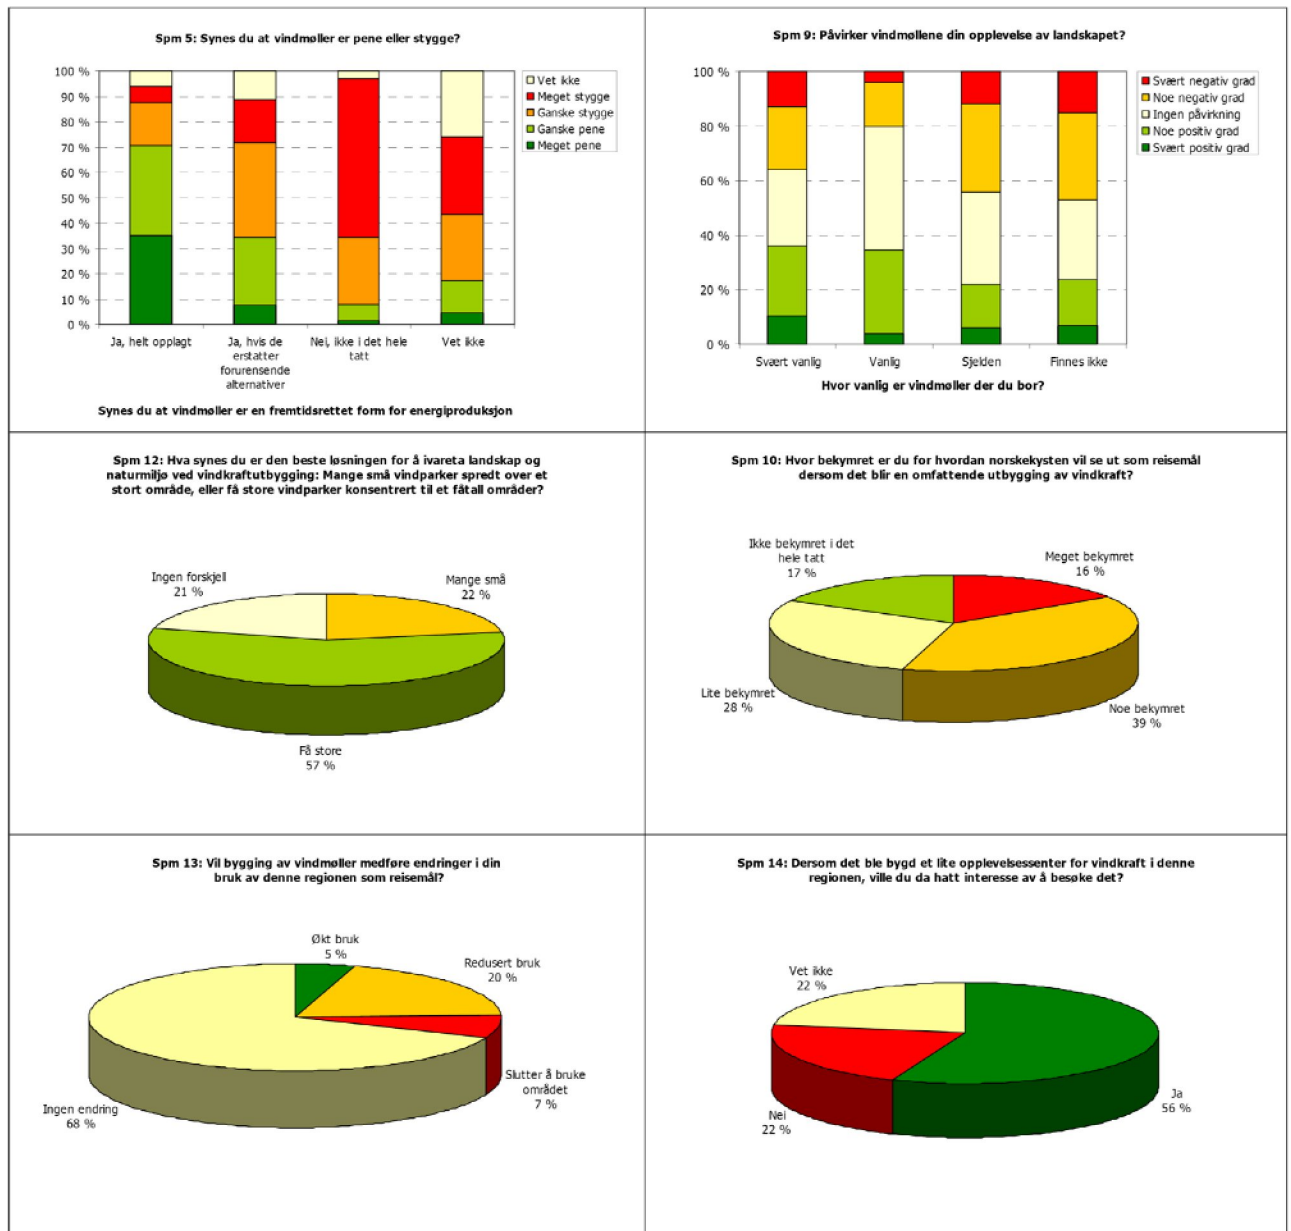 Spm 5: Synes du at vindmøller er pene eller stygge?
100 %
90 %
80 %
70 %
60 %
50 %
40 %
30 %
20 %
10 %
0 %
Vet ikke
Meget stygge
Ganske stygge
Ganske pene
Meget pene
Ja, helt opplagt
Ja, hvis de
erstatter
forurensende
alternativer
Nei, ikke i det hele
tatt
Vet ikke
Synes du at vindmøller er en fremtidsrettet form for energiproduksjon
Spm 9: Påvirker vindmøllene din opplevelse av landskapet?
100 %
80 %
60 %
40 %
20 %
0 %
Svært negativ grad
Noe negativ grad
Ingen påvirkning
Noe positiv grad
Svært positiv grad
Svært vanlig
Vanlig
Sjelden
Finnes ikke
Hvor vanlig er vindmøller der du bor?
Spm 12: Hva synes du er den beste løsningen for å ivareta landskap og
naturmiljø ved vindkraftutbygging: Mange små vindparker spredt over et
stort område, eller få store vindparker konsentrert til et fåtall områder?
Ingen forskjell
21 %
Mange små
22 %
Få store
57 %
Spm 10: Hvor bekymret er du for hvordan norskekysten vil se ut som reisemål
dersom det blir en omfattende utbygging av vindkraft?
Ikke bekymret i det
hele tatt
17 %
Meget bekymret
16 %
Lite bekymret
28 %
Noe bekymret
39 %
Spm 13: Vil bygging av vindmøller medføre endringer i din
bruk av denne regionen som reisemål?
Økt bruk
5 %
Redusert bruk
20 %
Slutter å bruke
området
7 %
Ingen endring
68 %
Spm 14: Dersom det ble bygd et lite opplevelsessenter for vindkraft i denne
regionen, ville du da hatt interesse av å besøke det?
Vet ikke
22 %
Nei
22 %
Ja
56 %